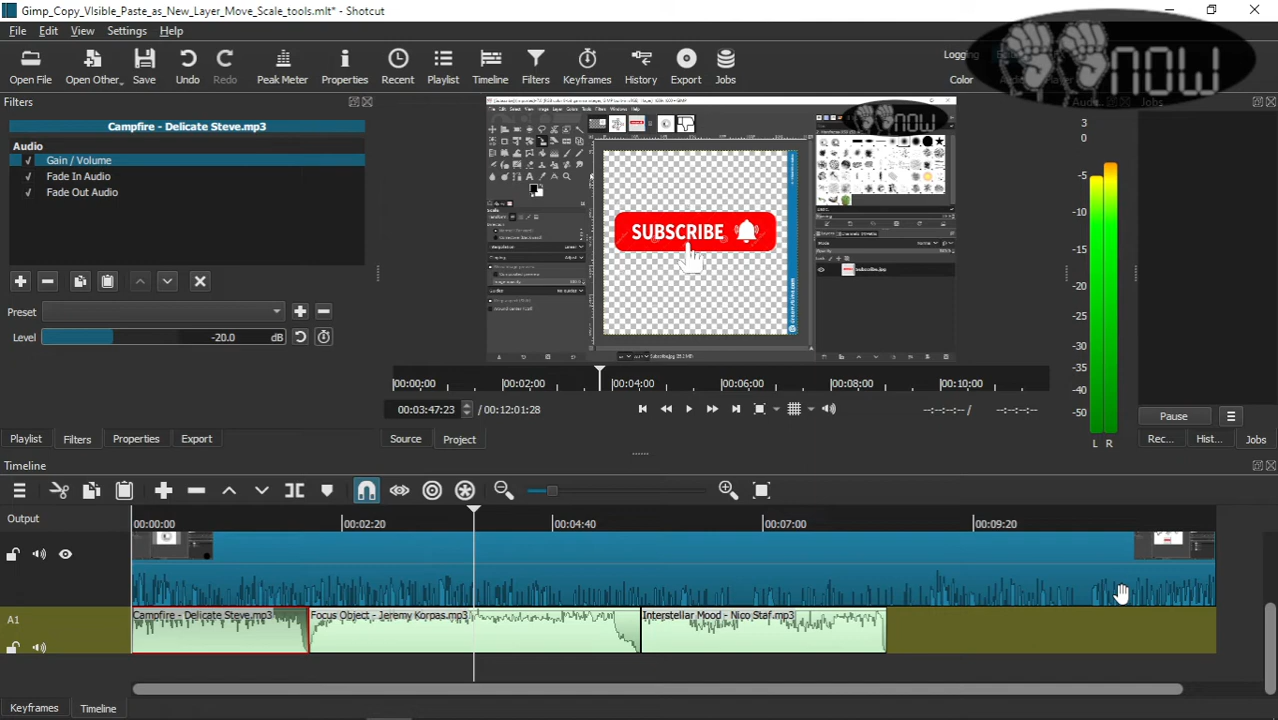 Gimp_Copy_Visible_Paste_as_New_Layer_Move_Scale_tools.mlt* - Shotcut
File Edit View Settings Help
NOW
Open File Open Other.. Save Undo Redo Peak Meter Properties Recent Playlist Timeline Filters Keyframes History Export Jobs
Logging
Color
Filters
Jobs
Campfire - Delicate Steve.mp3
Audio
✓ Gain / Volume
✓ Fade In Audio
✓ Fade Out Audio
Preset
Level -20.0 dB
NOW
SUBSCRIBE
3
0
-5
-10
-15
-20
-25
-30
-35
-40
-50
L R
00:00:00 00:02:00 00:04:00 00:06:00 00:08:00 00:10:00
00:03:47:23 / 00:12:01:28
--:--:--:-- / --:--:--:--
Pause
Playlist Filters Properties Export
Source Project
Rec... Hist... Jobs
Timeline
Output
00:00:00 00:02:20 00:04:40 00:07:00 00:09:20
A1
Campfire - Delicate Steve.mp3 Focus Object - Jeremy Korpas.mp3 Interstellar Mood - Nico Staf.mp3
Keyframes Timeline